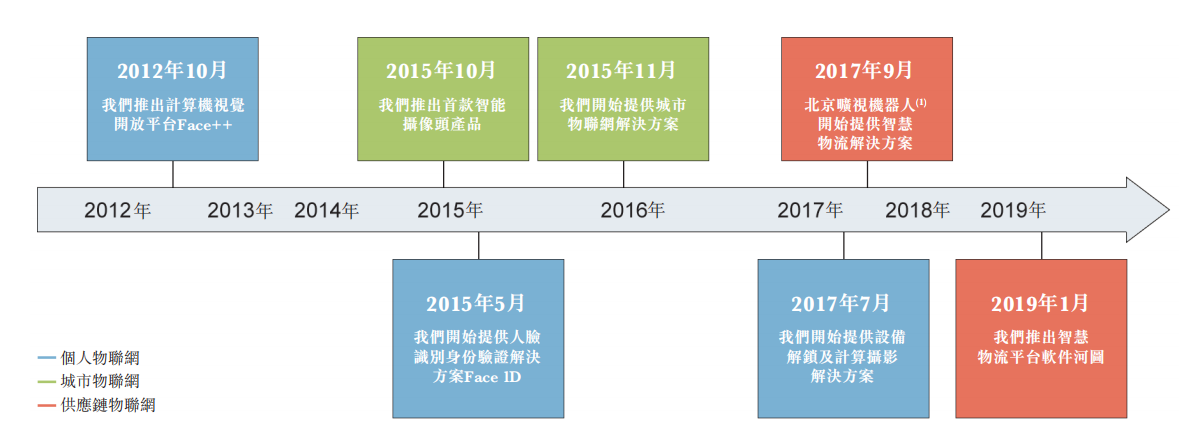 2012年10月
我們推出計算機視覺
開放平台Face++
2015年10月
我們推出首款智能
攝像頭產品
2015年11月
我們開始提供城市
物聯網解決方案
2017年9月
北京曠視機器人(1)
開始提供智慧
物流解決方案
2012年 2013年 2014年 2015年 2016年 2017年 2018年 2019年
2015年5月
我們開始提供人臉
識別身份驗證解決
方案Face ID
2017年7月
我們開始提供設備
解鎖及計算攝影
解決方案
2019年1月
我們推出智慧
物流平台軟件河圖
個人物聯網
城市物聯網
供應鏈物聯網